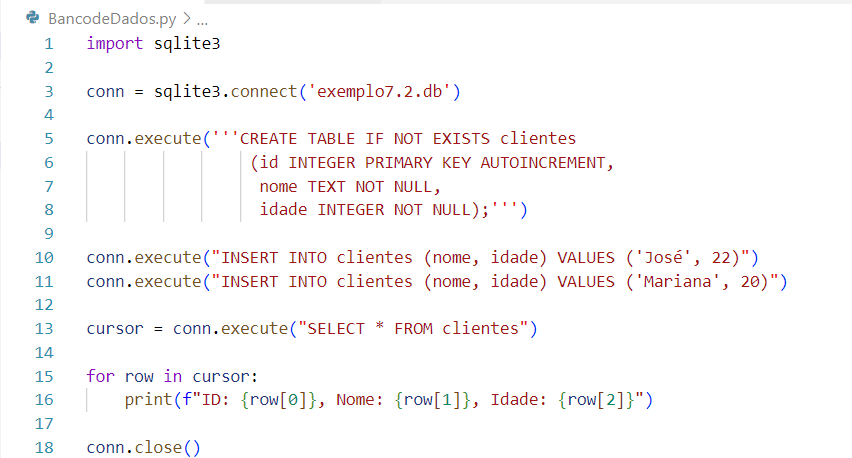 BancodeDados.py > ...
1 import sqlite3
2
3 conn = sqlite3.connect('exemplo7.2.db')
4
5 conn.execute('''CREATE TABLE IF NOT EXISTS clientes
6 (id INTEGER PRIMARY KEY AUTOINCREMENT,
7 nome TEXT NOT NULL,
8 idade INTEGER NOT NULL);''')
9
10 conn.execute("INSERT INTO clientes (nome, idade) VALUES ('José', 22)")
11 conn.execute("INSERT INTO clientes (nome, idade) VALUES ('Mariana', 20)")
12
13 cursor = conn.execute("SELECT * FROM clientes")
14
15 for row in cursor:
16 print(f"ID: {row[0]}, Nome: {row[1]}, Idade: {row[2]}")
17
18 conn.close()